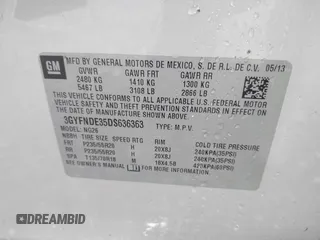 GM
MFD BY GENERAL MOTORS DE MEXICO, S. DE R.L. DE C.V. 05/13
GVWR GAWR FRT GAWR RR
2480 KG 1410 KG 1300 KG
5467 LB 3108 LB 2866 LB
THIS VEHICLE CONFORMS TO ALL APPLICABLE U.S. FEDERAL
MOTOR VEHICLE SAFETY, BUMPER, AND THEFT PREVENTION
STANDARDS IN EFFECT ON THE DATE OF MANUFACTURE SHOWN ABOVE.
3GYFNDE35DS636363
TYPE: M.P.V.
MODEL: NG26
TIRE SIZE SPEED RTG RIM COLD TIRE PRESSURE
FRT P235/55R20 H 20X8J 240KPA(35PSI)
RR P235/55R20 H 20X8J 240KPA(35PSI)
SPA T135/70R18 M 18X4.5B 420KPA(60PSI)
SEE OWNER'S MANUAL
© DREAMBID